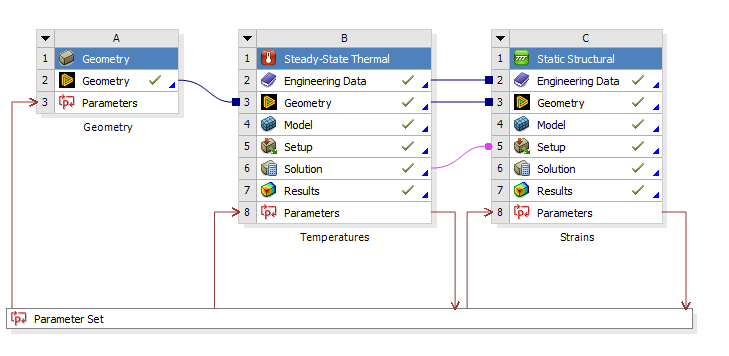 A
1 Geometry
2 Geometry
3 Parameters
Geometry
B
1 Steady-State Thermal
2 Engineering Data
3 Geometry
4 Model
5 Setup
6 Solution
7 Results
8 Parameters
Temperatures
C
1 Static Structural
2 Engineering Data
3 Geometry
4 Model
5 Setup
6 Solution
7 Results
8 Parameters
Strains
Parameter Set